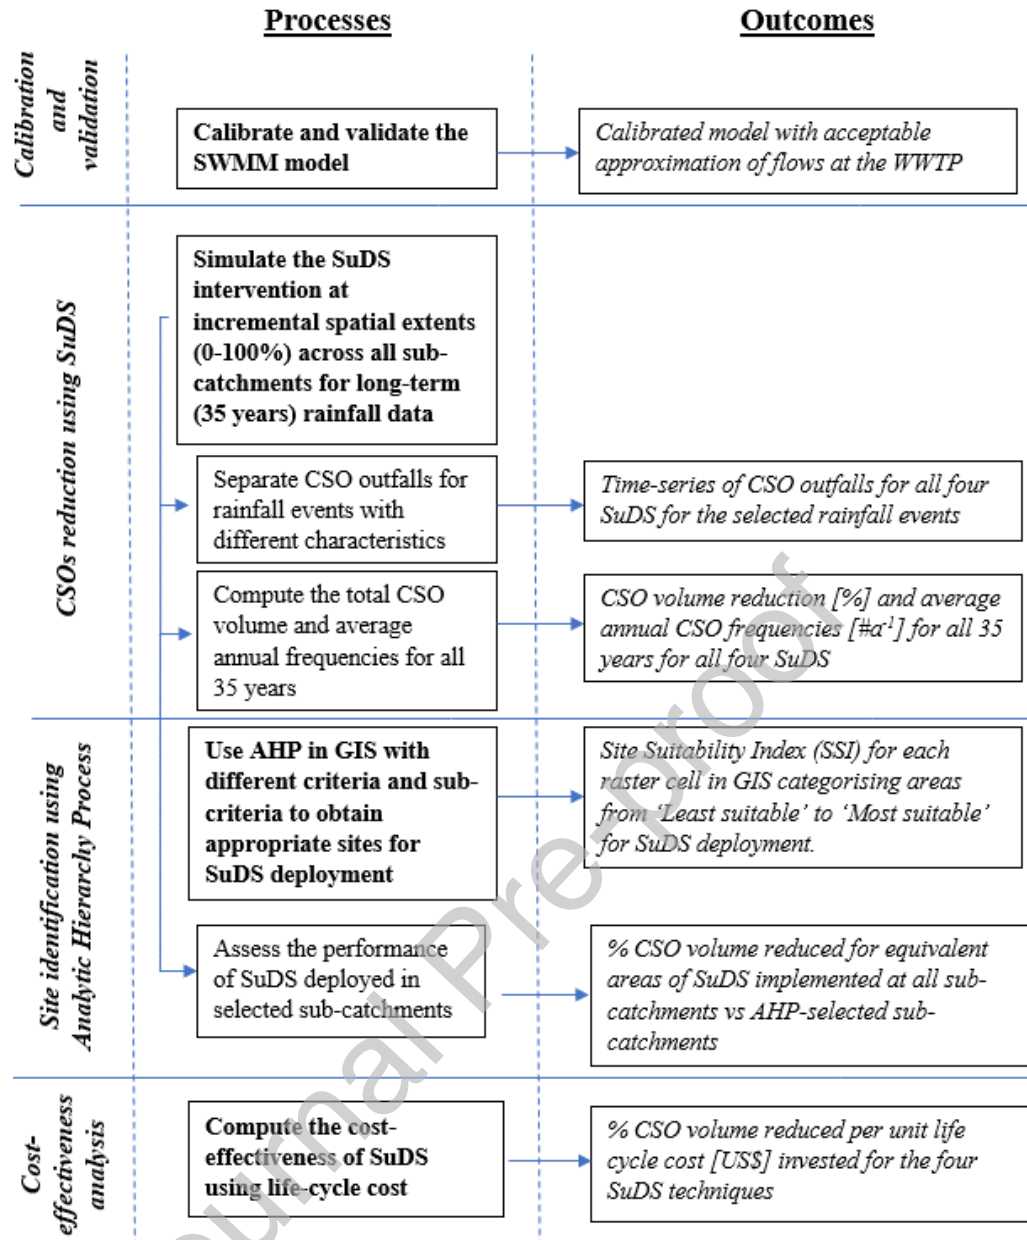 Processes
Outcomes
Calibration
and
validation
Calibrate and validate the
SWMM model
Calibrated model with acceptable
approximation of flows at the WWTP
CSOs reduction using SuDS
Simulate the SuDS
intervention at
incremental spatial extents
(0-100%) across all sub-
catchments for long-term
(35 years) rainfall data
Separate CSO outfalls for
rainfall events with
different characteristics
Time-series of CSO outfalls for all four
SuDS for the selected rainfall events
Compute the total CSO
volume and average
annual frequencies for all
35 years
CSO volume reduction [%] and average
annual CSO frequencies [#a⁻¹] for all 35
years for all four SuDS
Site identification using
Analytic Hierarchy Process
Use AHP in GIS with
different criteria and sub-
criteria to obtain
appropriate sites for
SuDS deployment
Site Suitability Index (SSI) for each
raster cell in GIS categorising areas
from ‘Least suitable’ to ‘Most suitable’
for SuDS deployment.
Assess the performance
of SuDS deployed in
selected sub-catchments
% CSO volume reduced for equivalent
areas of SuDS implemented at all sub-
catchments vs AHP-selected sub-
catchments
Cost-
effectiveness
analysis
Compute the cost-
effectiveness of SuDS
using life-cycle cost
% CSO volume reduced per unit life
cycle cost [US$] invested for the four
SuDS techniques
urnal Pre-proof